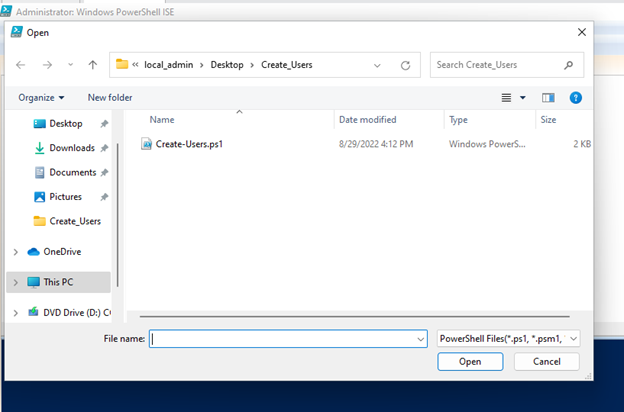 Administrator: Windows PowerShell ISE
Open
« local_admin > Desktop > Create_Users
Search Create_Users
Organize
New folder
Name Date modified Type Size
Desktop
Create-Users.ps1 8/29/2022 4:12 PM Windows PowerS... 2 KB
Downloads
Documents
Pictures
Create_Users
OneDrive
This PC
DVD Drive (D:)
File name:
PowerShell Files(*.ps1, *.psm1,
Open
Cancel